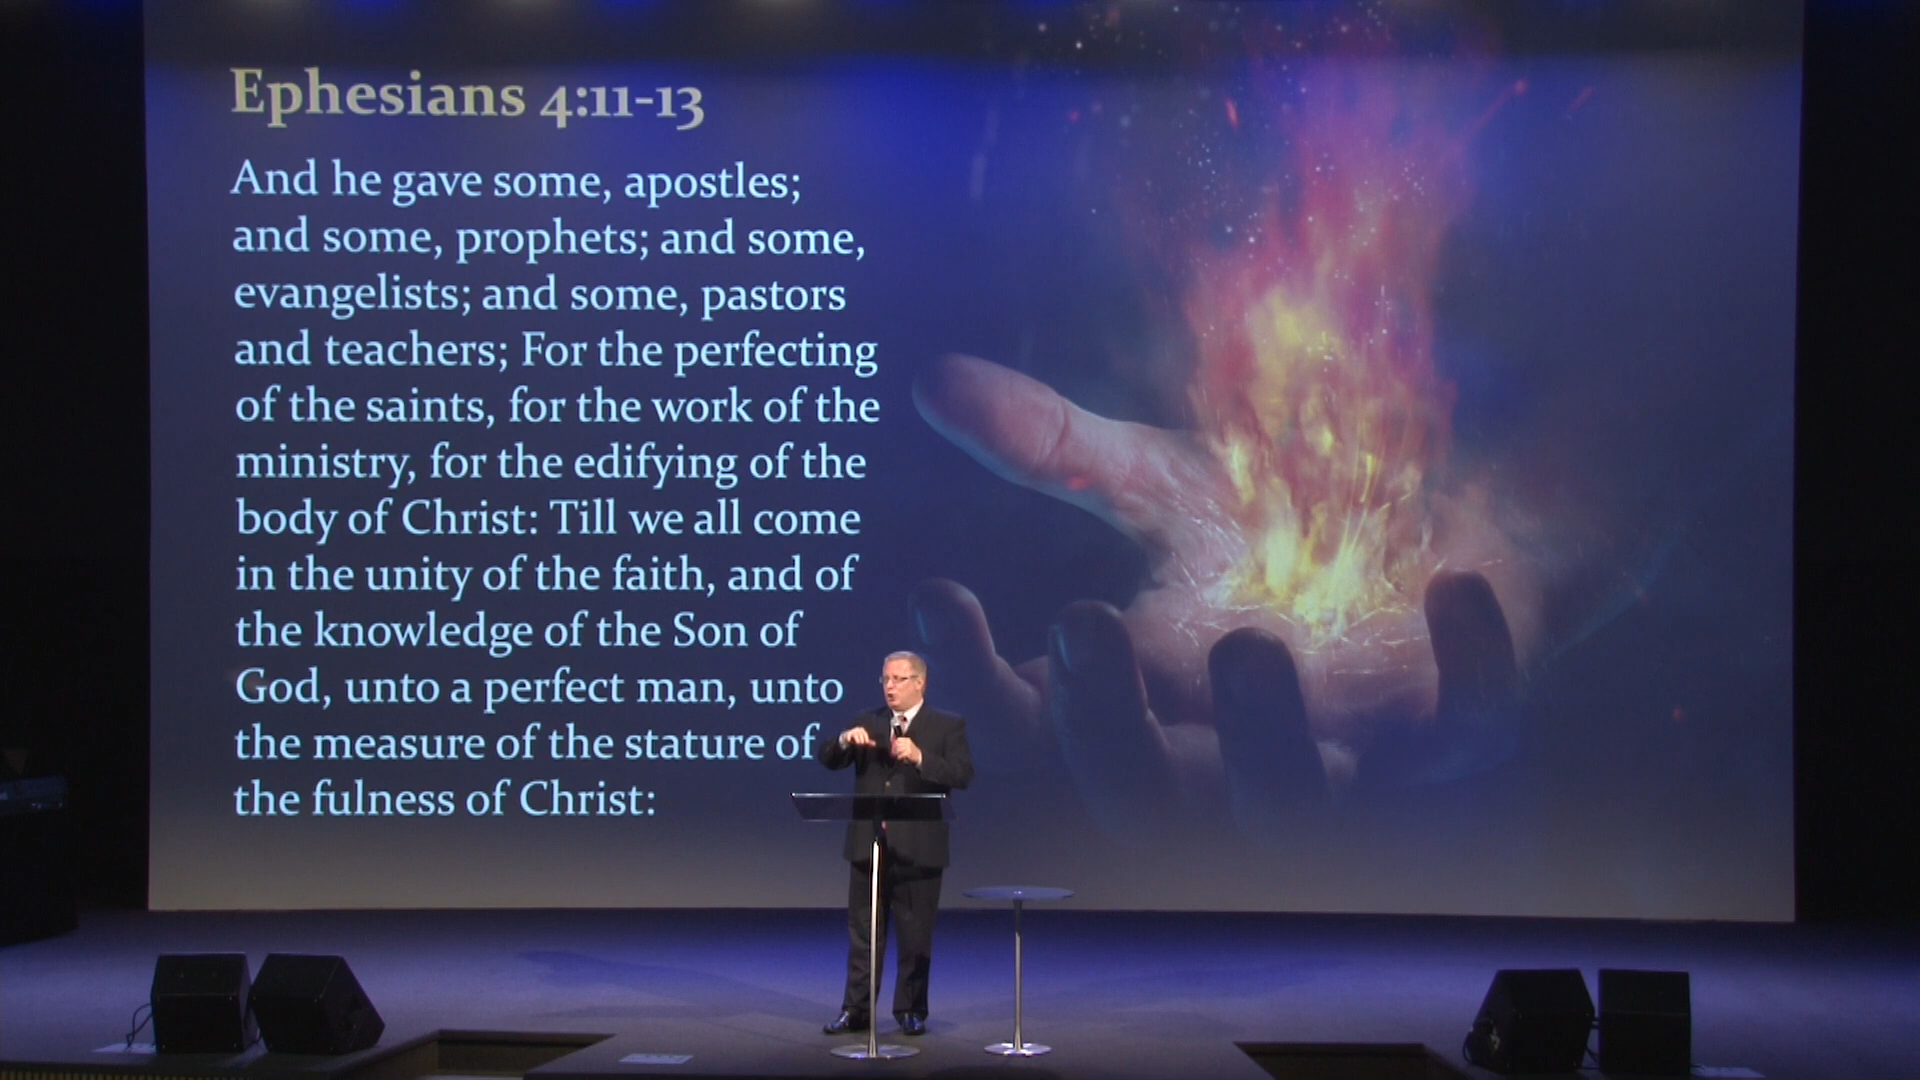 Ephesians 4:11-13
And he gave some, apostles;
and some, prophets; and some,
evangelists; and some, pastors
and teachers; For the perfecting
of the saints, for the work of the
ministry, for the edifying of the
body of Christ: Till we all come
in the unity of the faith, and of
the knowledge of the Son of
God, unto a perfect man, unto
the measure of the stature of
the fulness of Christ: